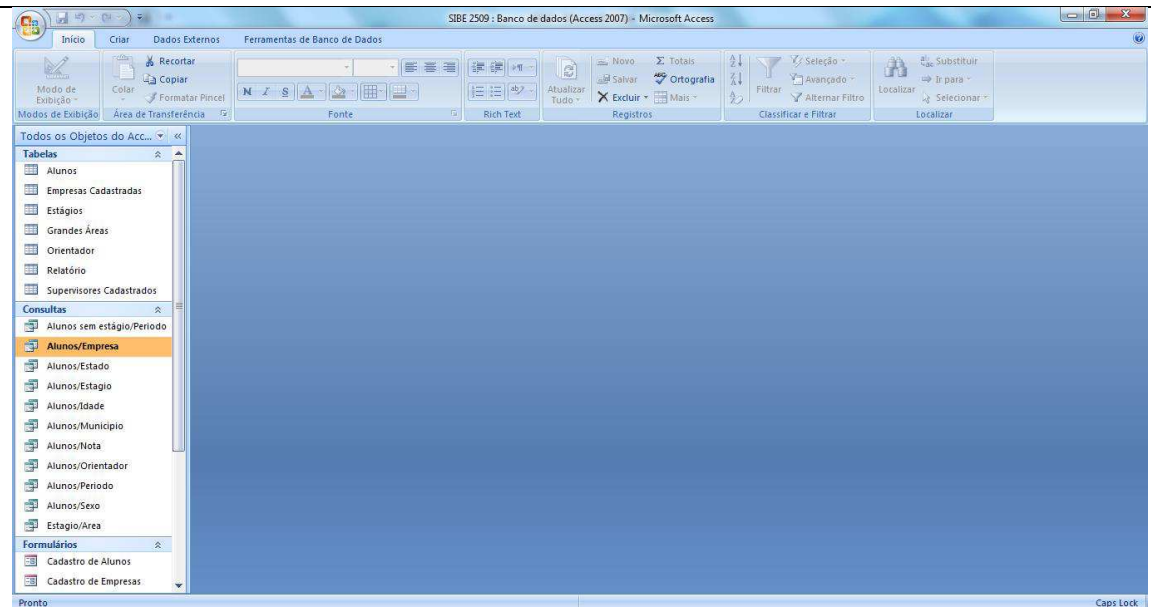 SIBE 2509 : Banco de dados (Access 2007) - Microsoft Access
Início Criar Dados Externos Ferramentas de Banco de Dados
Modo de Exibição
Modos de Exibição
Colar
Recortar
Copiar
Formatar Pincel
Área de Transferência
N I S A
Fonte
ab
Rich Text
Atualizar Tudo
Novo
Salvar
Excluir
Totais
Ortografia
Mais
Registros
Filtrar
Seleção
Avançado
Alternar Filtro
Classificar e Filtrar
Localizar
Substituir
Ir para
Selecionar
Localizar
Todos os Objetos do Acc...
Tabelas
Alunos
Empresas Cadastradas
Estágios
Grandes Áreas
Orientador
Relatório
Supervisores Cadastrados
Consultas
Alunos sem estágio/Periodo
Alunos/Empresa
Alunos/Estado
Alunos/Estagio
Alunos/Idade
Alunos/Municipio
Alunos/Nota
Alunos/Orientador
Alunos/Periodo
Alunos/Sexo
Estagio/Area
Formulários
Cadastro de Alunos
Cadastro de Empresas
Pronto
Caps Lock